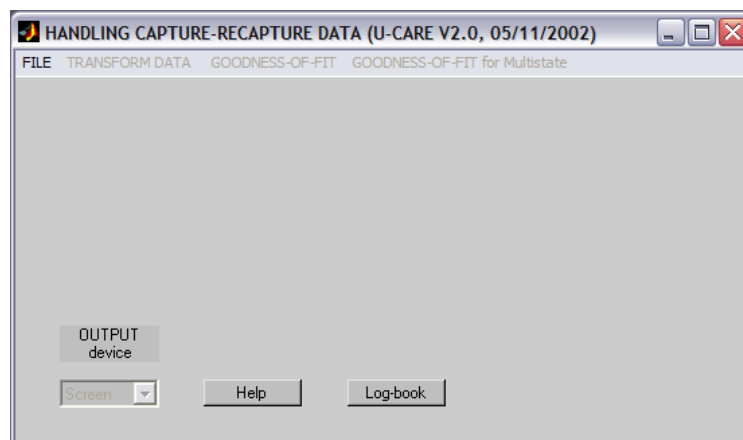 HANDLING CAPTURE-RECAPTURE DATA (U-CARE V2.0, 05/11/2002)
FILE TRANSFORM DATA GOODNESS-OF-FIT GOODNESS-OF-FIT for Multistate
OUTPUT
device
Screen Help Log-book